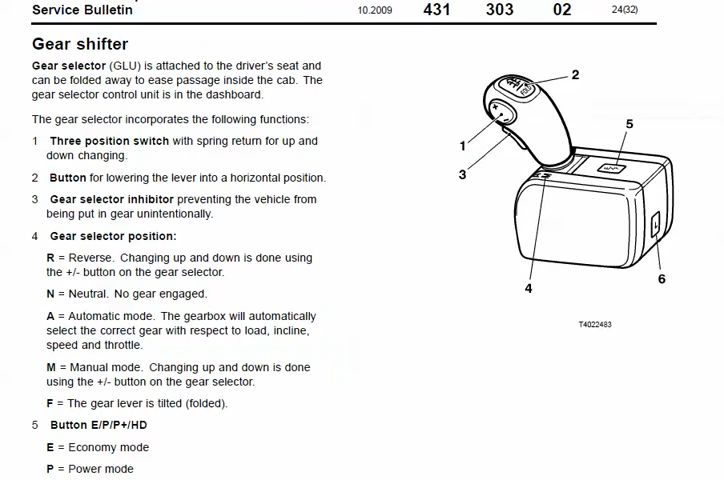 Service Bulletin 10.2009 431 303 02 24(32)
Gear shifter
Gear selector (GLU) is attached to the driver's seat and
can be folded away to ease passage inside the cab. The
gear selector control unit is in the dashboard.
The gear selector incorporates the following functions:
1 Three position switch with spring return for up and
down changing.
2 Button for lowering the lever into a horizontal position.
3 Gear selector inhibitor preventing the vehicle from
being put in gear unintentionally.
4 Gear selector position:
R = Reverse. Changing up and down is done using
the +/- button on the gear selector.
N = Neutral. No gear engaged.
A = Automatic mode. The gearbox will automatically
select the correct gear with respect to load, incline,
speed and throttle.
M = Manual mode. Changing up and down is done
using the +/- button on the gear selector.
F = The gear lever is tilted (folded).
5 Button E/P/P+/HD
E = Economy mode
P = Power mode
2
+
-
1
3
5
4
6
L
T4022483